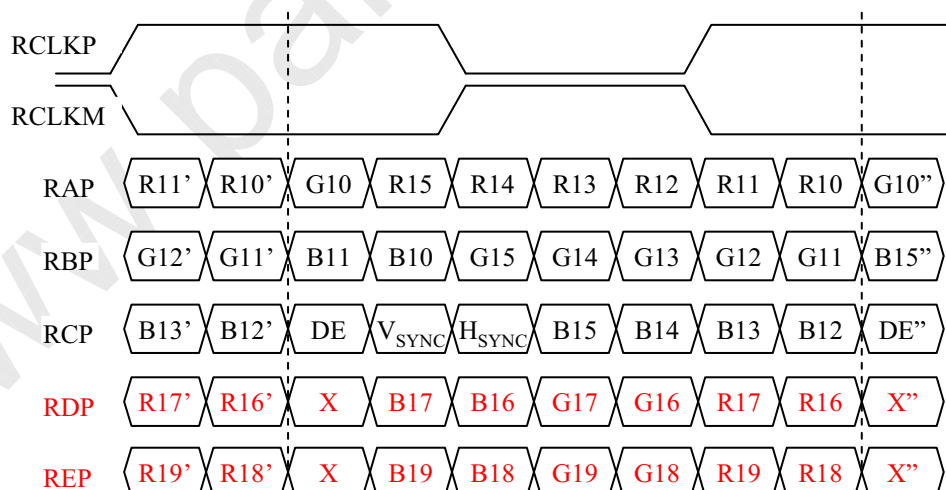 RCLKP
RCLKM
RAP R11’ R10’ G10 R15 R14 R13 R12 R11 R10 G10”
RBP G12’ G11’ B11 B10 G15 G14 G13 G12 G11 B15”
RCP B13’ B12’ DE VSYNC HSYNC B15 B14 B13 B12 DE”
RDP R17’ R16’ X B17 B16 G17 G16 R17 R16 X”
REP R19’ R18’ X B19 B18 G19 G18 R19 R18 X”